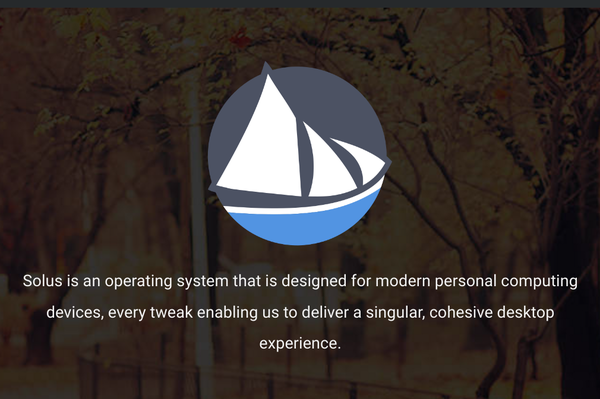 Solus is an operating system that is designed for modern personal computing
devices, every tweak enabling us to deliver a singular, cohesive desktop
experience.